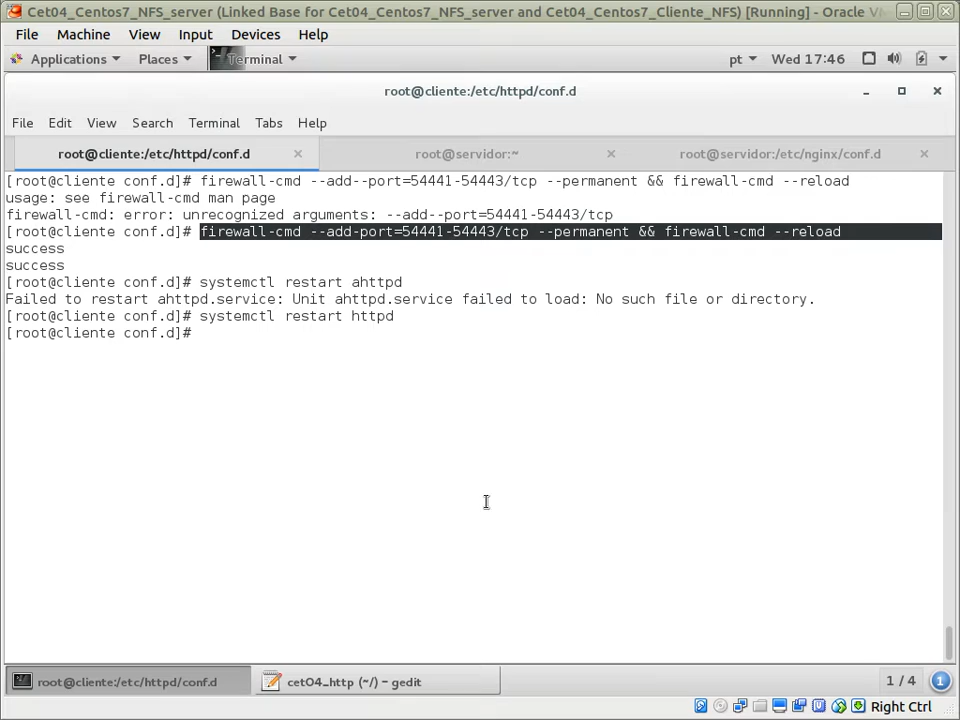 Cet04_Centos7_NFS_server (Linked Base for Cet04_Centos7_NFS_server and Cet04_Centos7_Cliente_NFS) [Running] - Oracle
File Machine View Input Devices Help
Applications Places Terminal pt Wed 17:46
root@cliente:/etc/httpd/conf.d
File Edit View Search Terminal Tabs Help
root@cliente:/etc/httpd/conf.d root@servidor:~ root@servidor:/etc/nginx/conf.d
[root@cliente conf.d]# firewall-cmd --add--port=54441-54443/tcp --permanent && firewall-cmd --reload
usage: see firewall-cmd man page
firewall-cmd: error: unrecognized arguments: --add--port=54441-54443/tcp
[root@cliente conf.d]# firewall-cmd --add-port=54441-54443/tcp --permanent && firewall-cmd --reload
success
success
[root@cliente conf.d]# systemctl restart ahttpd
Failed to restart ahttpd.service: Unit ahttpd.service failed to load: No such file or directory.
[root@cliente conf.d]# systemctl restart httpd
[root@cliente conf.d]#
root@cliente:/etc/httpd/conf.d cet04_http (~/) - gedit 1 / 4 1
Right Ctrl